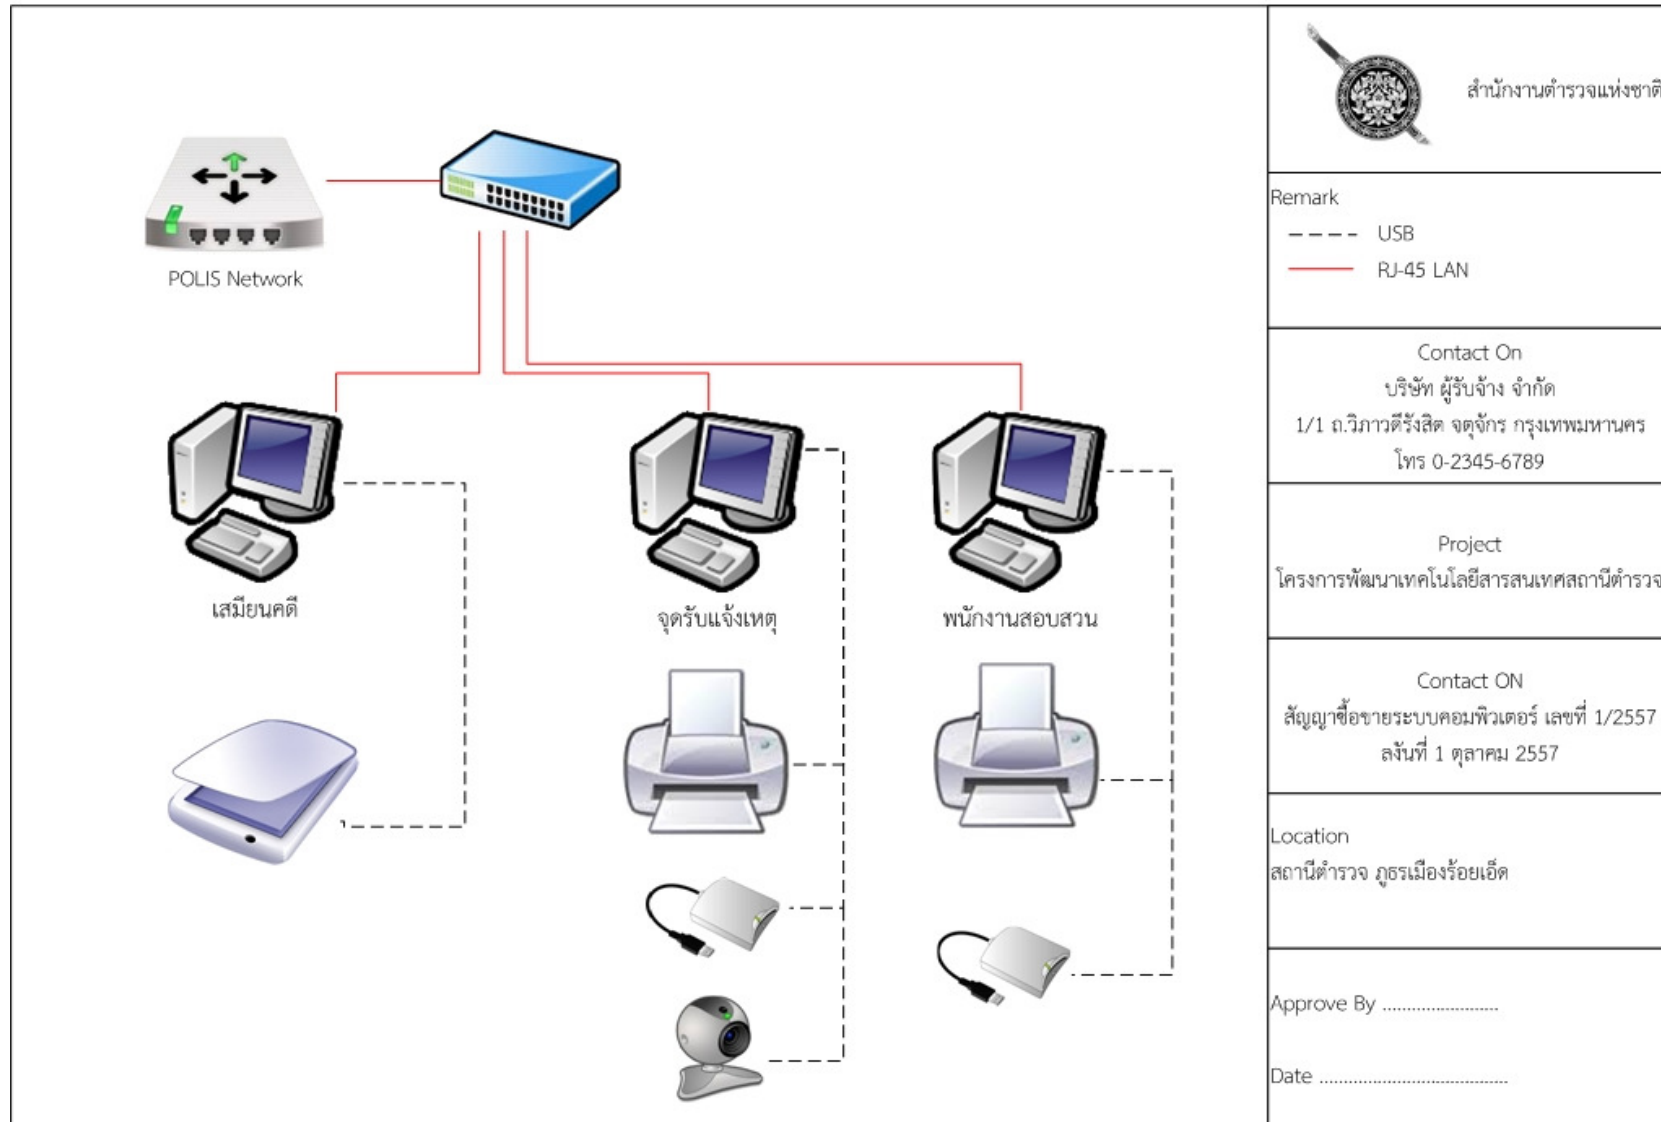 POLIS Network
เสมียนคดี
จุดรับแจ้งเหตุ
พนักงานสอบสวน
สำนักงานตำรวจแห่งชาติ
Remark
USB
RJ-45 LAN
Contact On
บริษัท ผู้รับจ้าง จำกัด
1/1 ถ.วิภาวดีรังสิต จตุจักร กรุงเทพมหานคร
โทร 0-2345-6789
Project
โครงการพัฒนาเทคโนโลยีสารสนเทศสถานีตำรวจ
Contact ON
สัญญาซื้อขายระบบคอมพิวเตอร์ เลขที่ 1/2557
ลงันที่ 1 ตุลาคม 2557
Location
สถานีตำรวจ ภูธรเมืองร้อยเอ็ด
Approve By ........................
Date .......................................